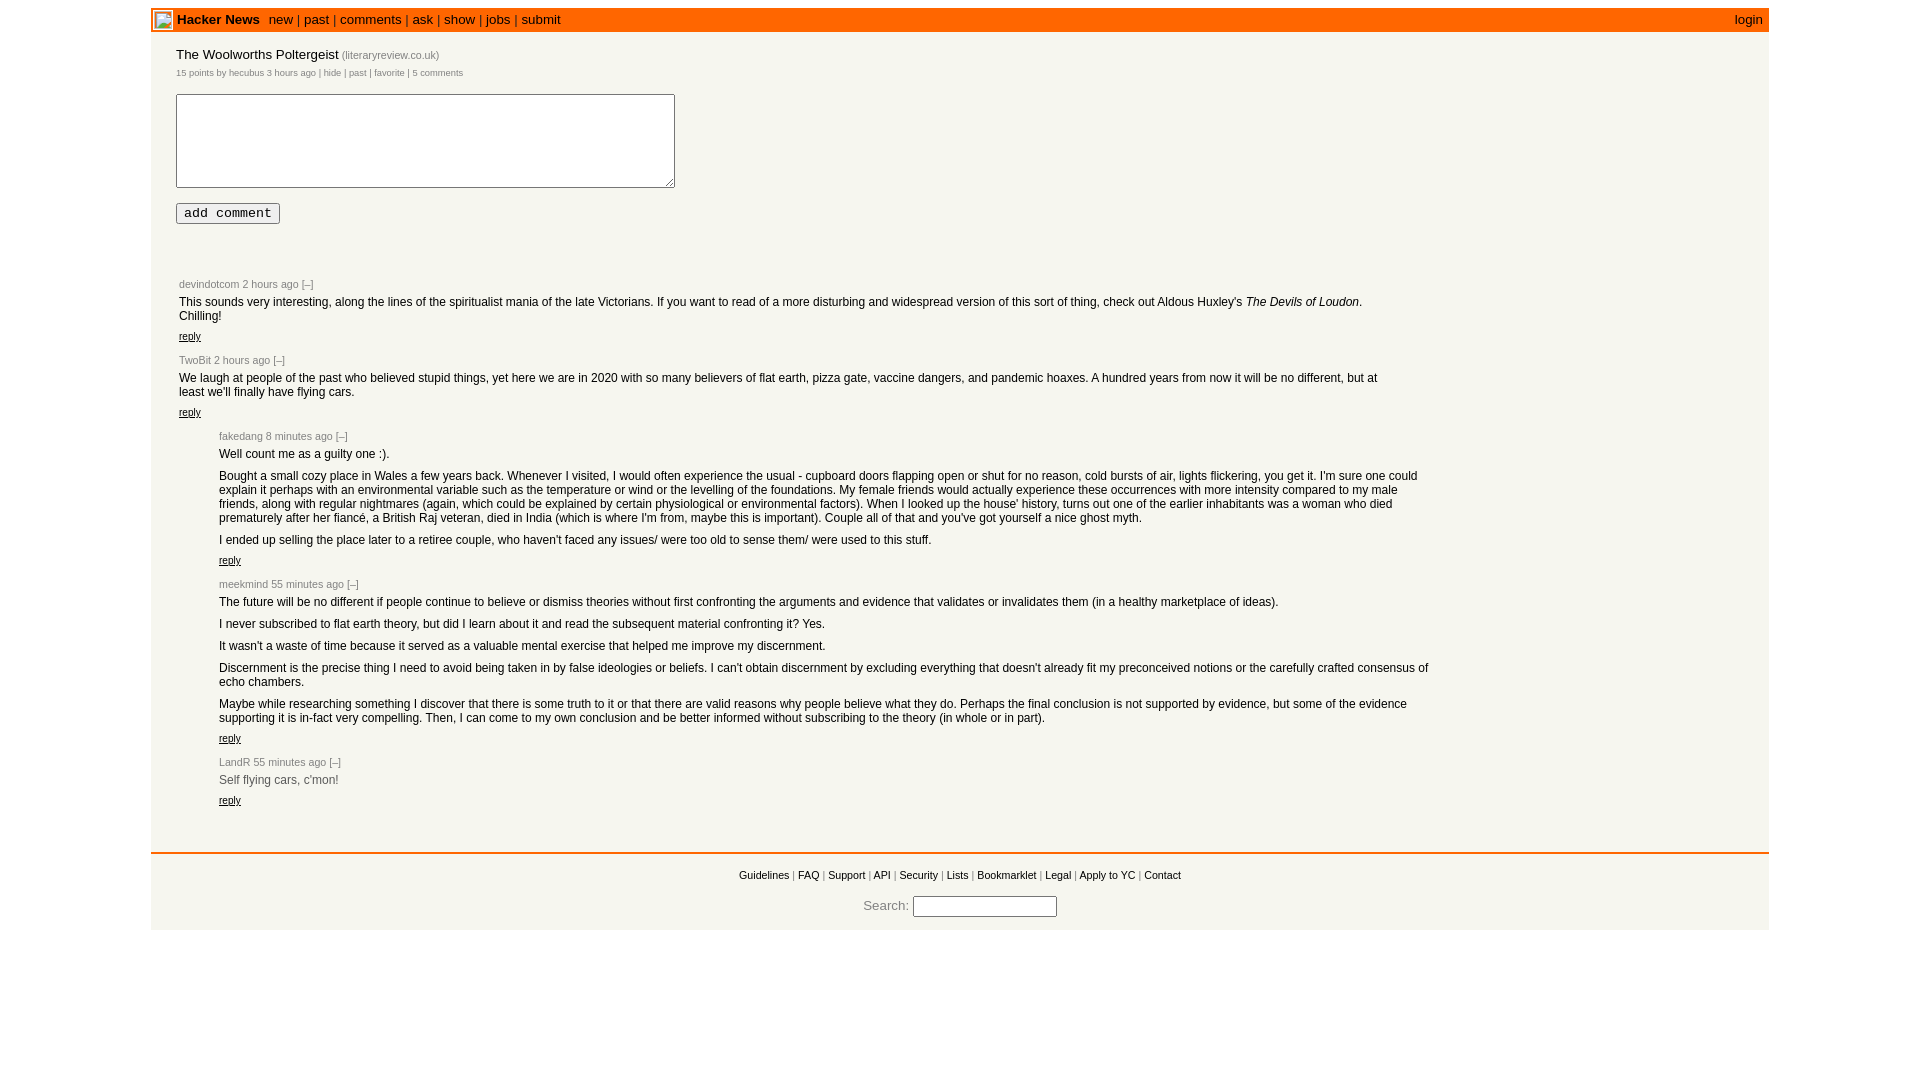 Hacker News new | past | comments | ask | show | jobs | submit login
The Woolworths Poltergeist (literaryreview.co.uk)
15 points by hecubus 3 hours ago | hide | past | favorite | 5 comments
add comment
devindotcom 2 hours ago [–]
This sounds very interesting, along the lines of the spiritualist mania of the late Victorians. If you want to read of a more disturbing and widespread version of this sort of thing, check out Aldous Huxley's The Devils of Loudon.
Chilling!
reply
TwoBit 2 hours ago [–]
We laugh at people of the past who believed stupid things, yet here we are in 2020 with so many believers of flat earth, pizza gate, vaccine dangers, and pandemic hoaxes. A hundred years from now it will be no different, but at
least we'll finally have flying cars.
reply
fakedang 8 minutes ago [–]
Well count me as a guilty one :).
Bought a small cozy place in Wales a few years back. Whenever I visited, I would often experience the usual - cupboard doors flapping open or shut for no reason, cold bursts of air, lights flickering, you get it. I'm sure one could
explain it perhaps with an environmental variable such as the temperature or wind or the levelling of the foundations. My female friends would actually experience these occurrences with more intensity compared to my male
friends, along with regular nightmares (again, which could be explained by certain physiological or environmental factors). When I looked up the house' history, turns out one of the earlier inhabitants was a woman who died
prematurely after her fiancé, a British Raj veteran, died in India (which is where I'm from, maybe this is important). Couple all of that and you've got yourself a nice ghost myth.
I ended up selling the place later to a retiree couple, who haven't faced any issues/ were too old to sense them/ were used to this stuff.
reply
meekmind 55 minutes ago [–]
The future will be no different if people continue to believe or dismiss theories without first confronting the arguments and evidence that validates or invalidates them (in a healthy marketplace of ideas).
I never subscribed to flat earth theory, but did I learn about it and read the subsequent material confronting it? Yes.
It wasn't a waste of time because it served as a valuable mental exercise that helped me improve my discernment.
Discernment is the precise thing I need to avoid being taken in by false ideologies or beliefs. I can't obtain discernment by excluding everything that doesn't already fit my preconceived notions or the carefully crafted consensus of
echo chambers.
Maybe while researching something I discover that there is some truth to it or that there are valid reasons why people believe what they do. Perhaps the final conclusion is not supported by evidence, but some of the evidence
supporting it is in-fact very compelling. Then, I can come to my own conclusion and be better informed without subscribing to the theory (in whole or in part).
reply
LandR 55 minutes ago [–]
Self flying cars, c'mon!
reply
Guidelines | FAQ | Support | API | Security | Lists | Bookmarklet | Legal | Apply to YC | Contact
Search: